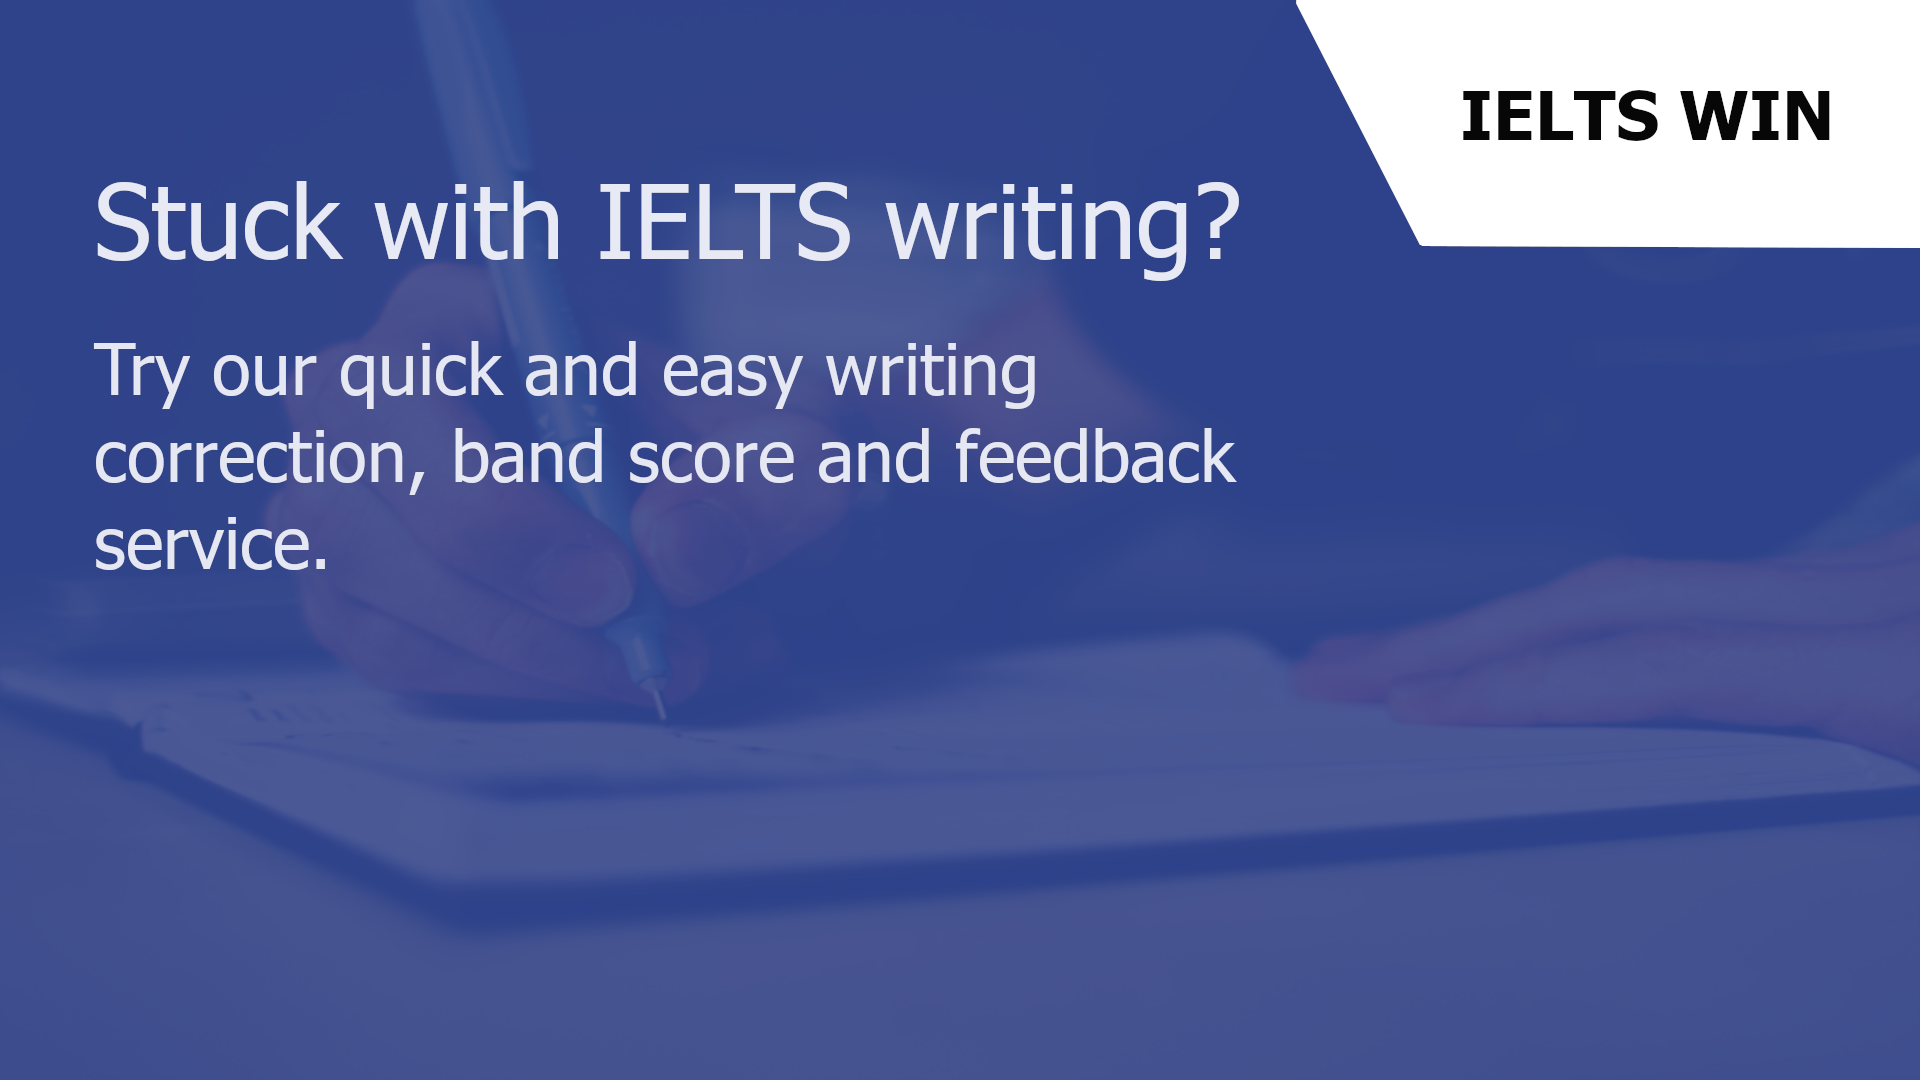 IELTS WIN
Stuck with IELTS writing?
Try our quick and easy writing
correction, band score and feedback
service.